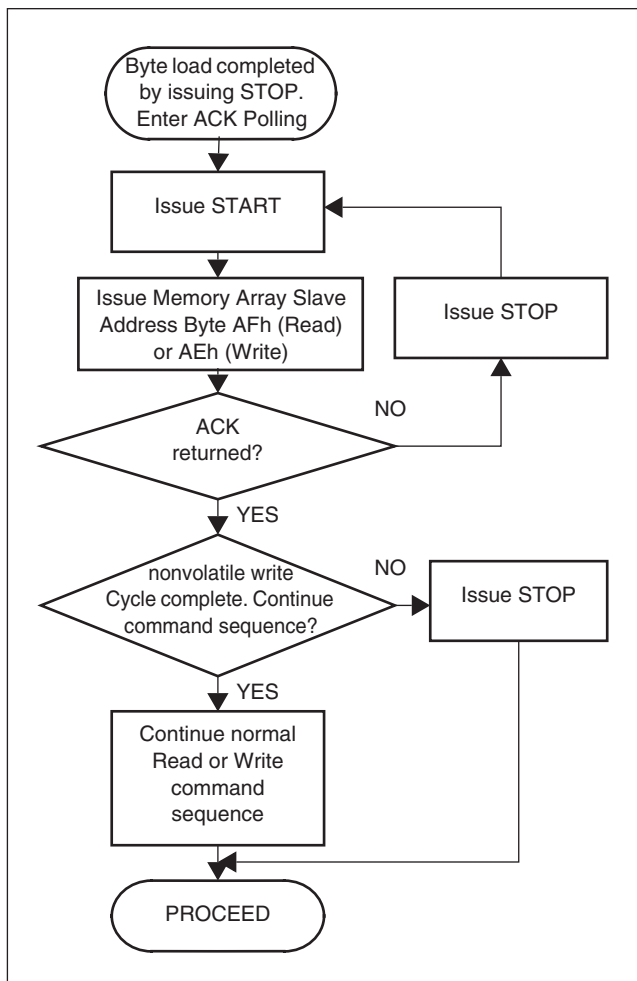 Byte load completed
by issuing STOP.
Enter ACK Polling
Issue START
Issue Memory Array Slave
Address Byte AFh (Read)
or AEh (Write)
Issue STOP
ACK
returned?
NO
YES
nonvolatile write
Cycle complete. Continue
command sequence?
NO
Issue STOP
YES
Continue normal
Read or Write
command
sequence
PROCEED